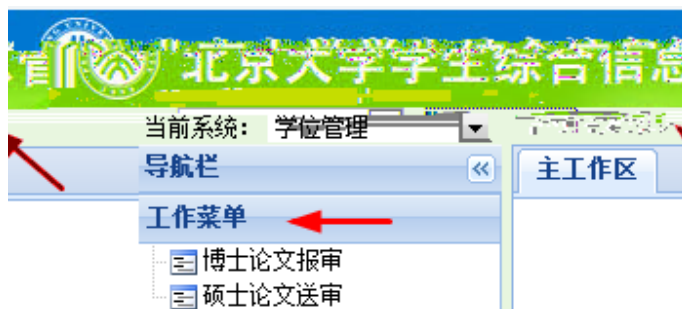 北京大学学生综合信息
当前系统： 学位管理
导航栏
主工作区
工作菜单
博士论文报审
硕士论文送审